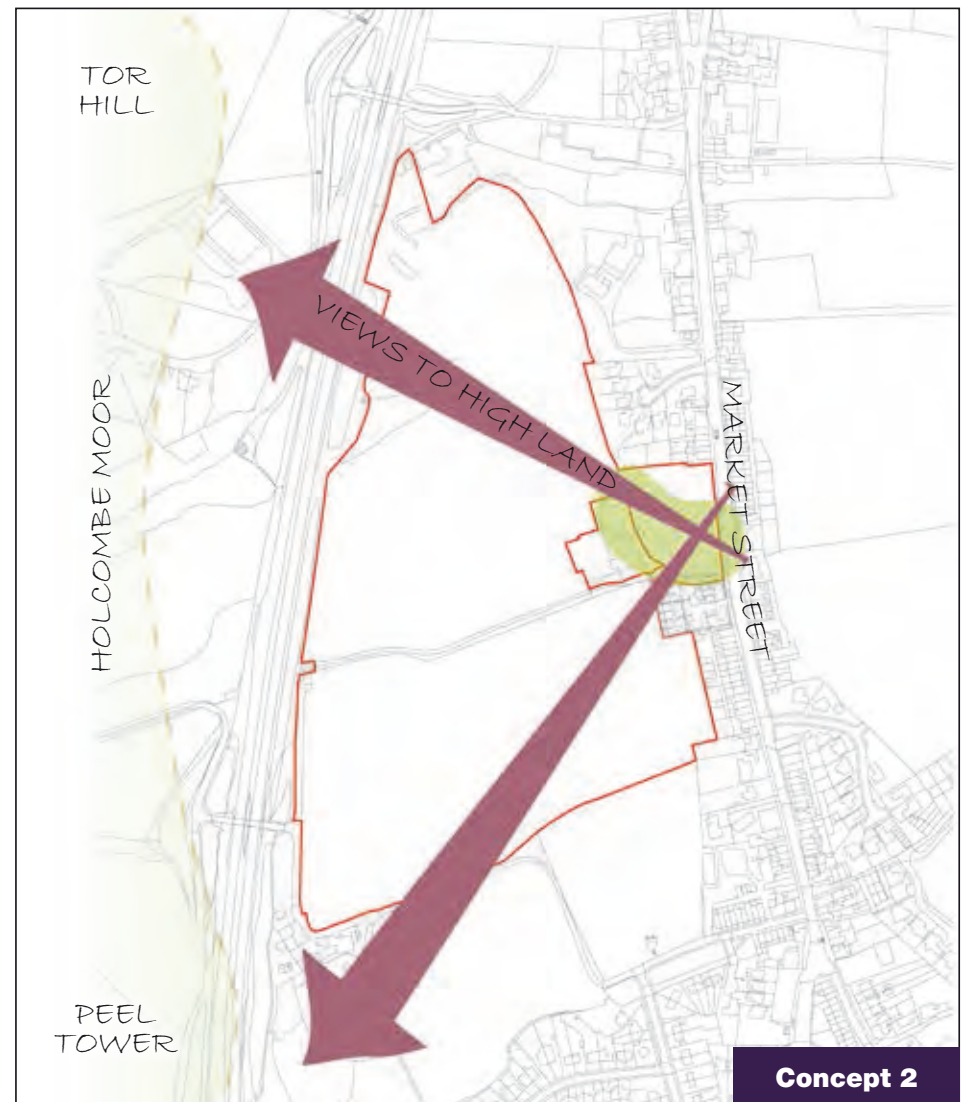 TOR
HILL
VIEWS TO HIGH LAND
MARKET STREET
HOLCOMBE MOOR
PEEL
TOWER
Concept 2